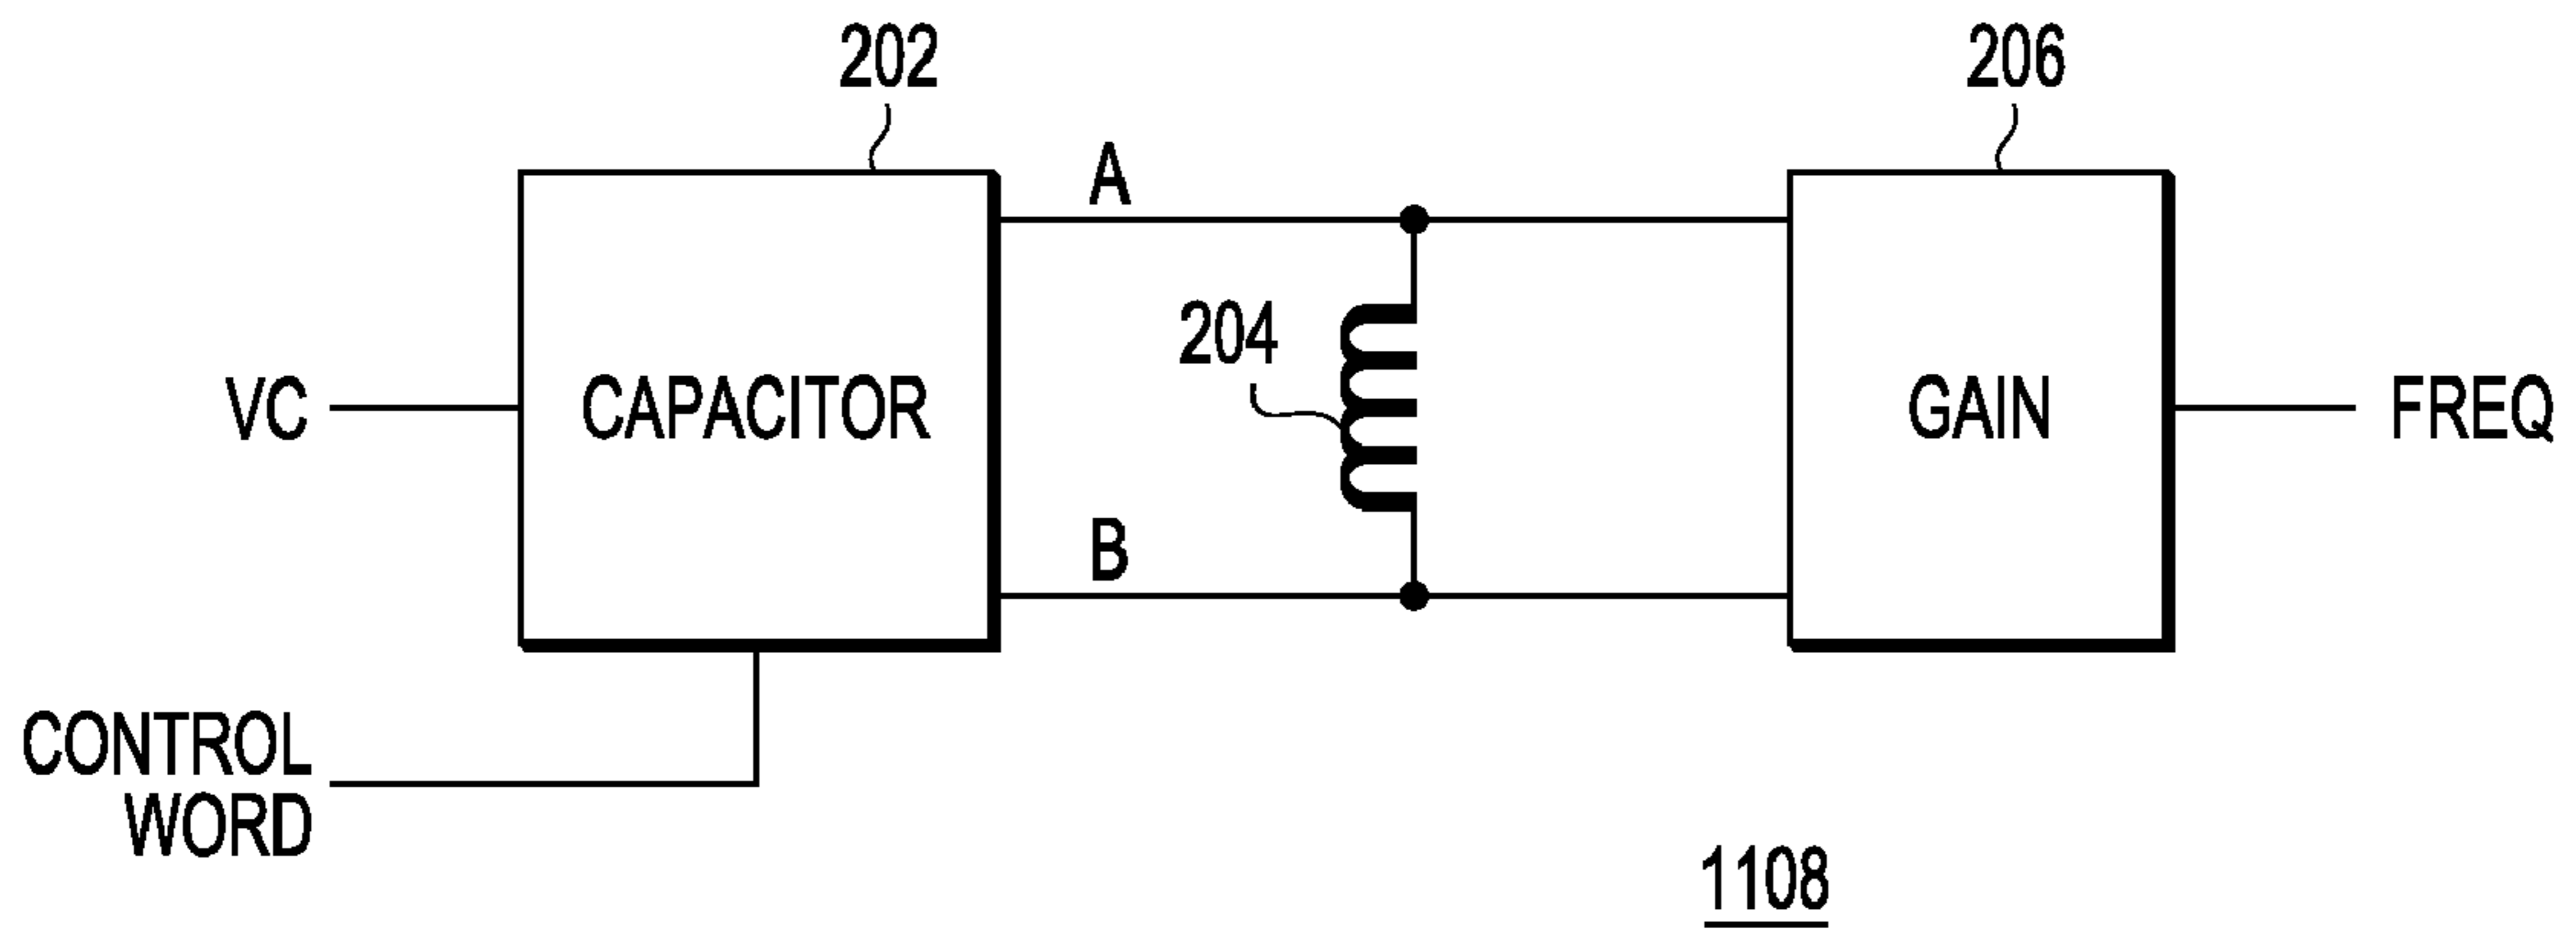 202
206
A
204
VC
CAPACITOR
GAIN
FREQ
B
CONTROL
WORD
1108